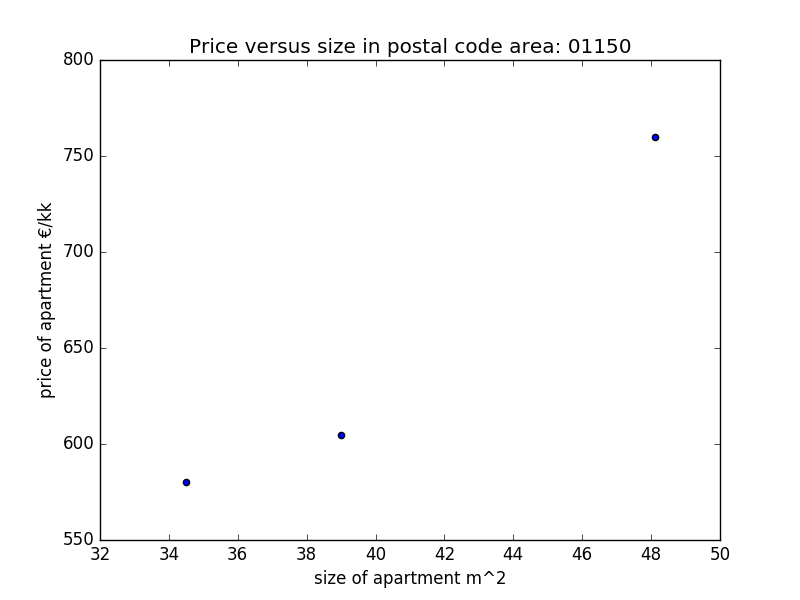 Price versus size in postal code area: 01150
800
750
700
650
600
550
price of apartment €/kk
32 34 36 38 40 42 44 46 48 50
size of apartment m^2